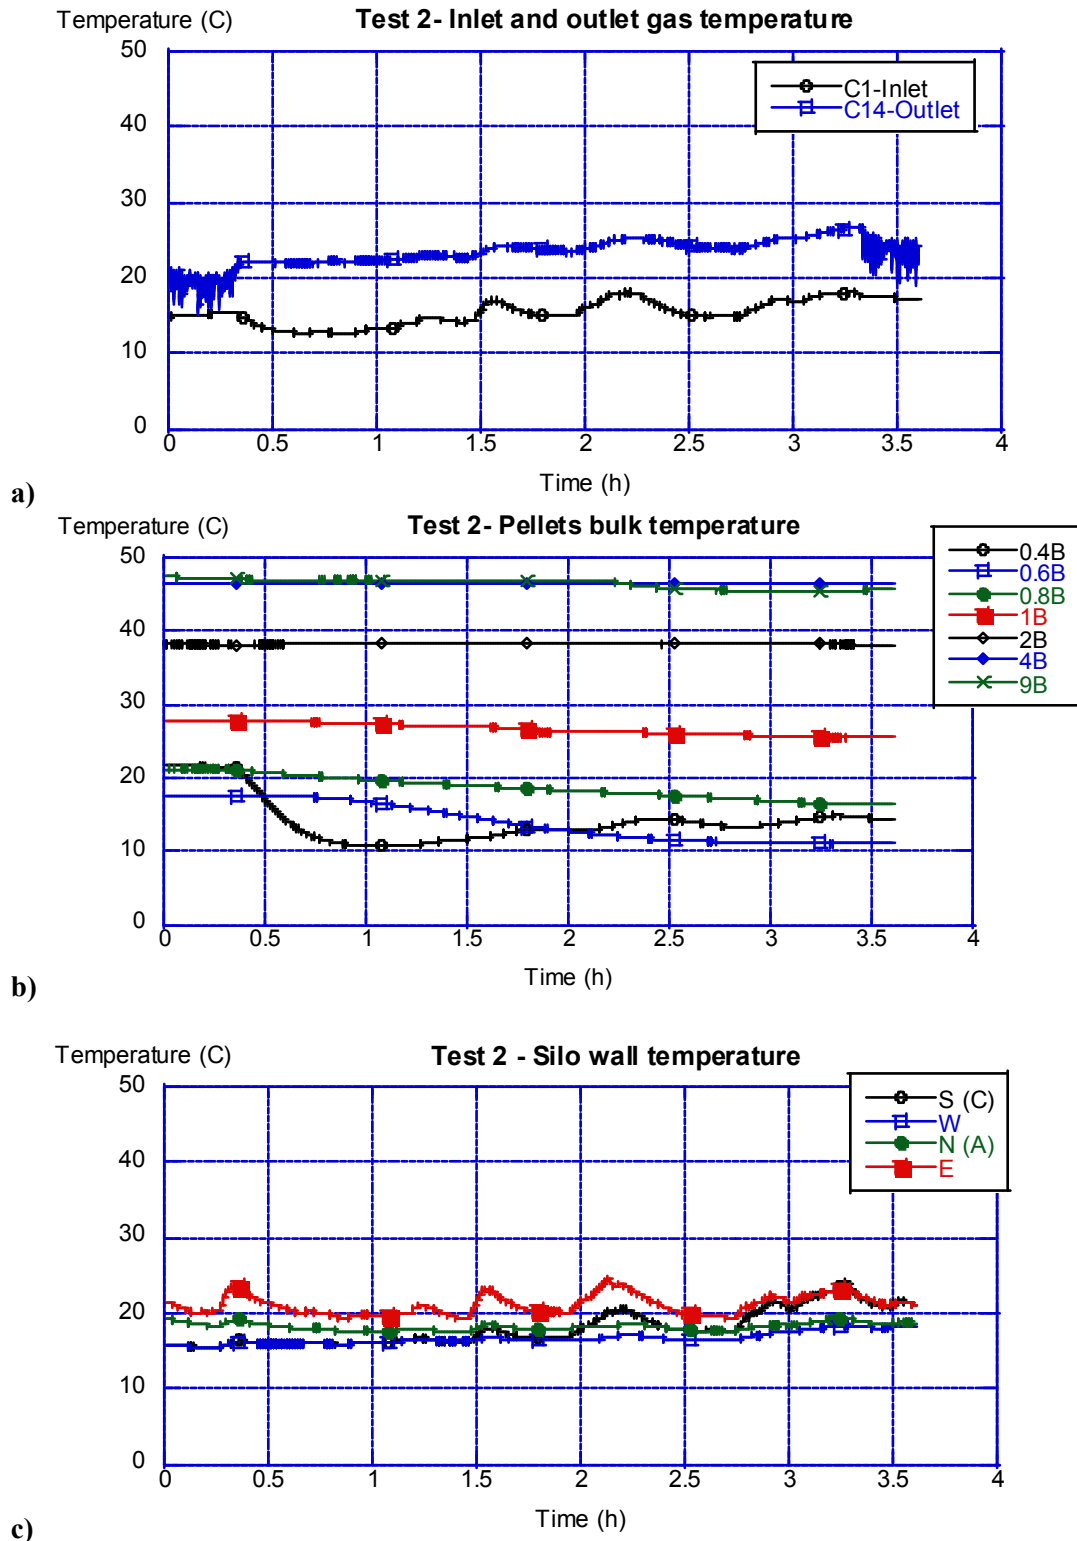 Temperature (C)
Test 2- Inlet and outlet gas temperature
50
40
30
20
10
0
C1-Inlet
C14-Outlet
0 0.5 1 1.5 2 2.5 3 3.5 4
Time (h)
a)
Temperature (C)
Test 2- Pellets bulk temperature
50
40
30
20
10
0
0.4B
0.6B
0.8B
1B
2B
4B
9B
0 0.5 1 1.5 2 2.5 3 3.5 4
Time (h)
b)
Temperature (C)
Test 2 - Silo wall temperature
50
40
30
20
10
0
S (C)
W
N (A)
E
0 0.5 1 1.5 2 2.5 3 3.5 4
Time (h)
c)